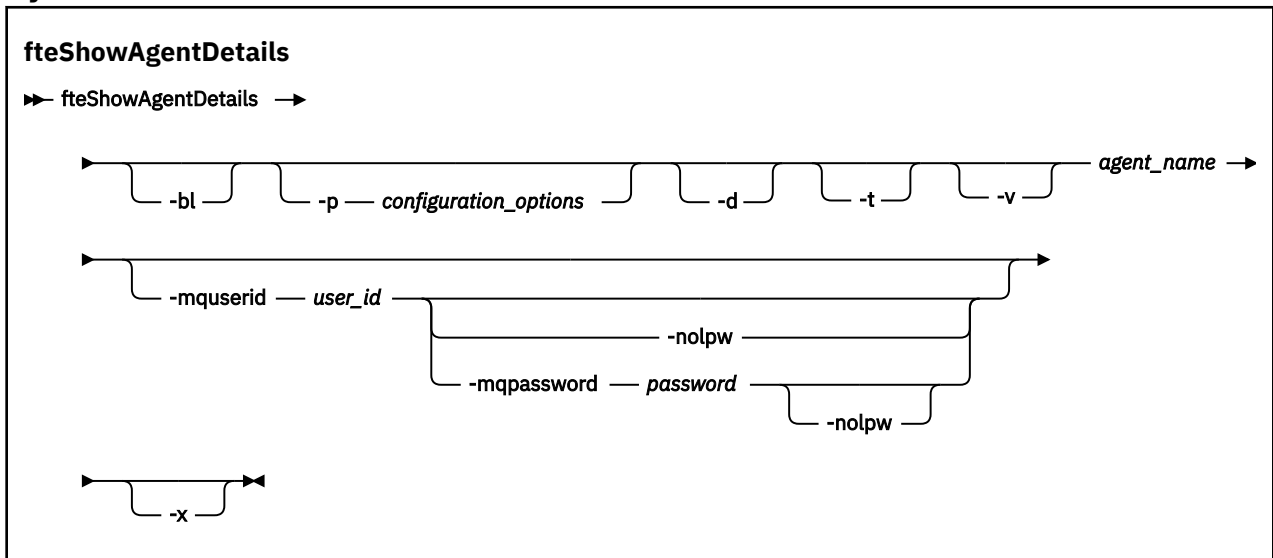 fteShowAgentDetails
fteShowAgentDetails
-bl -p configuration_options -d -t -v agent_name
-mquserid user_id
-nolpw
-mqpassword password
-nolpw
-x